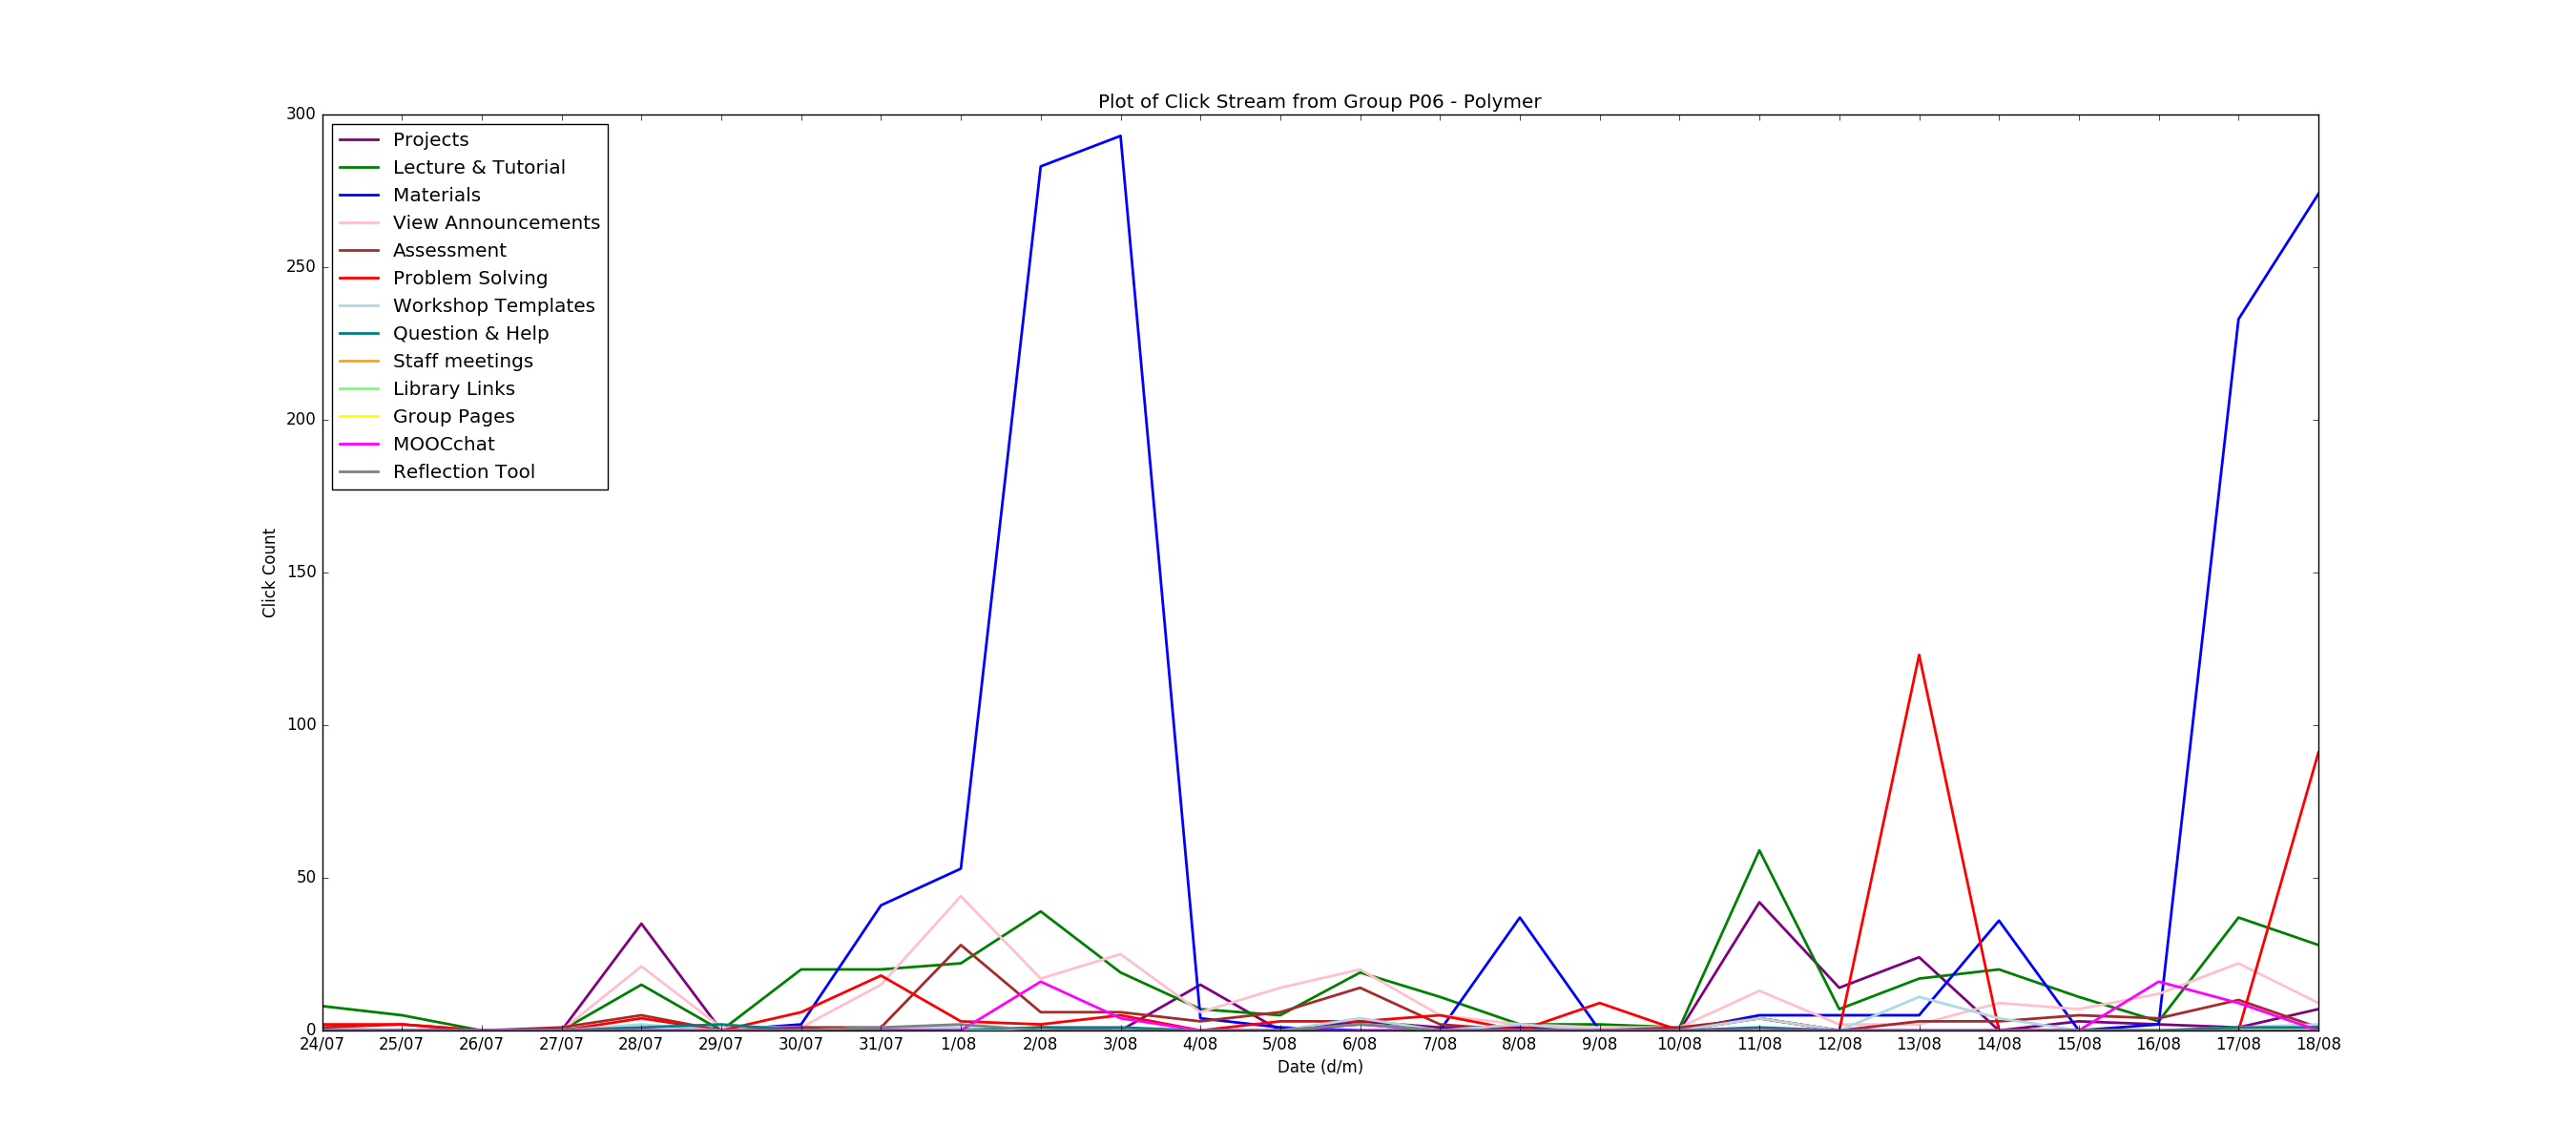 Plot of Click Stream from Group P06 - Polymer
300
250
200
150
100
50
0
Click Count
Projects
Lecture & Tutorial
Materials
View Announcements
Assessment
Problem Solving
Workshop Templates
Question & Help
Staff meetings
Library Links
Group Pages
MOOCchat
Reflection Tool
24/07 25/07 26/07 27/07 28/07 29/07 30/07 31/07 1/08 2/08 3/08 4/08 5/08 6/08 7/08 8/08 9/08 10/08 11/08 12/08 13/08 14/08 15/08 16/08 17/08 18/08
Date (d/m)